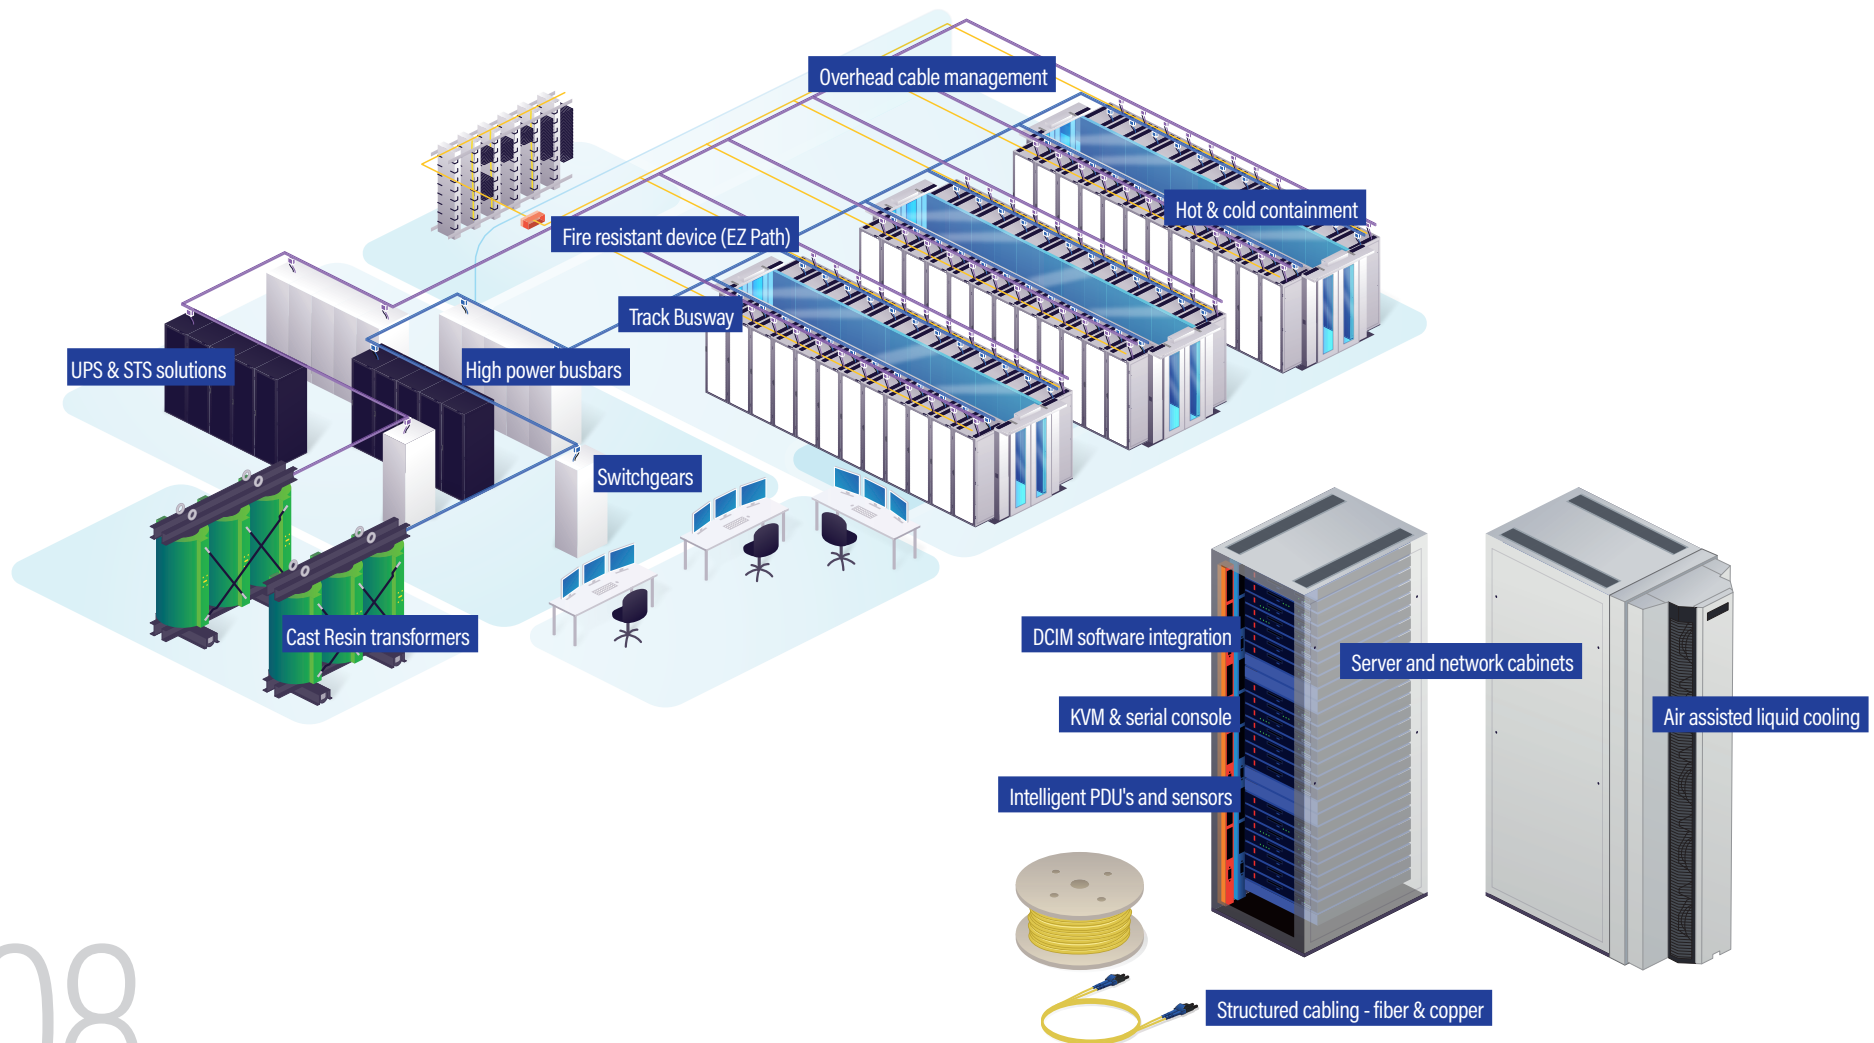 Overhead cable management
Hot & cold containment
Fire resistant device (EZ Path)
Track Busway
UPS & STS solutions
High power busbars
Switchgears
Cast Resin transformers
DCIM software integration
Server and network cabinets
KVM & serial console
Air assisted liquid cooling
Intelligent PDU's and sensors
Structured cabling - fiber & copper
08